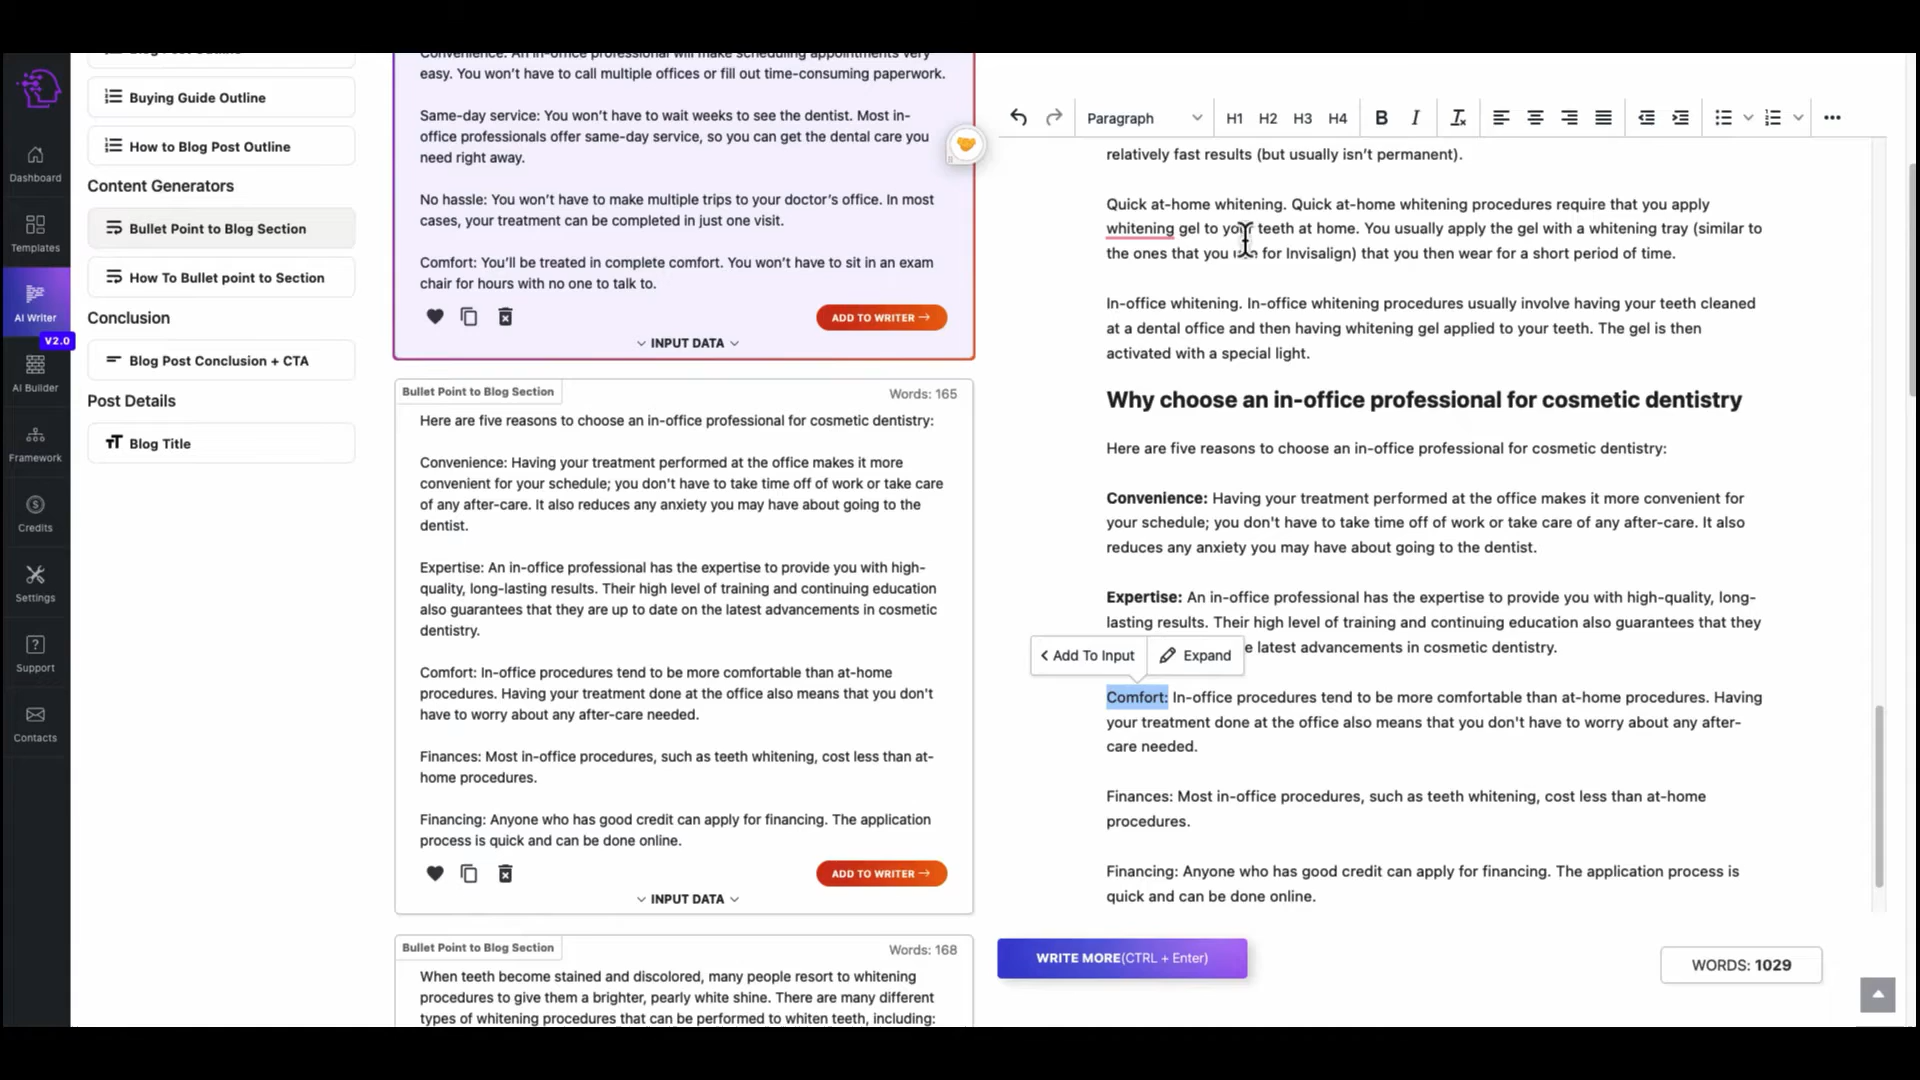 Blog Post Outline
Buying Guide Outline
How to Blog Post Outline
Content Generators
Bullet Point to Blog Section
How To Bullet point to Section
Conclusion
Blog Post Conclusion + CTA
Post Details
Blog Title
Dashboard
Templates
AI Writer
V2.0
AI Builder
Framework
Credits
Settings
Support
Contacts
Convenience: An in-office professional will make scheduling appointments very
easy. You won't have to call multiple offices or fill out time-consuming paperwork.
Same-day service: You won't have to wait weeks to see the dentist. Most in-
office professionals offer same-day service, so you can get the dental care you
need right away.
No hassle: You won't have to make multiple trips to your doctor's office. In most
cases, your treatment can be completed in just one visit.
Comfort: You'll be treated in complete comfort. You won't have to sit in an exam
chair for hours with no one to talk to.
ADD TO WRITER
INPUT DATA
Bullet Point to Blog Section
Words: 165
Here are five reasons to choose an in-office professional for cosmetic dentistry:
Convenience: Having your treatment performed at the office makes it more
convenient for your schedule; you don't have to take time off of work or take care
of any after-care. It also reduces any anxiety you may have about going to the
dentist.
Expertise: An in-office professional has the expertise to provide you with high-
quality, long-lasting results. Their high level of training and continuing education
also guarantees that they are up to date on the latest advancements in cosmetic
dentistry.
Comfort: In-office procedures tend to be more comfortable than at-home
procedures. Having your treatment done at the office also means that you don't
have to worry about any after-care needed.
Finances: Most in-office procedures, such as teeth whitening, cost less than at-
home procedures.
Financing: Anyone who has good credit can apply for financing. The application
process is quick and can be done online.
ADD TO WRITER
INPUT DATA
Bullet Point to Blog Section
Words: 168
When teeth become stained and discolored, many people resort to whitening
procedures to give them a brighter, pearly white shine. There are many different
types of whitening procedures that can be performed to whiten teeth, including:
Paragraph
H1
H2
H3
H4
B
I
relatively fast results (but usually isn't permanent).
Quick at-home whitening. Quick at-home whitening procedures require that you apply
whitening gel to your teeth at home. You usually apply the gel with a whitening tray (similar to
the ones that you for Invisalign) that you then wear for a short period of time.
In-office whitening. In-office whitening procedures usually involve having your teeth cleaned
at a dental office and then having whitening gel applied to your teeth. The gel is then
activated with a special light.
Why choose an in-office professional for cosmetic dentistry
Here are five reasons to choose an in-office professional for cosmetic dentistry:
Convenience: Having your treatment performed at the office makes it more convenient for
your schedule; you don't have to take time off of work or take care of any after-care. It also
reduces any anxiety you may have about going to the dentist.
Expertise: An in-office professional has the expertise to provide you with high-quality, long-
lasting results. Their high level of training and continuing education also guarantees that they
e latest advancements in cosmetic dentistry.
Add To Input
Expand
Comfort: In-office procedures tend to be more comfortable than at-home procedures. Having
your treatment done at the office also means that you don't have to worry about any after-
care needed.
Finances: Most in-office procedures, such as teeth whitening, cost less than at-home
procedures.
Financing: Anyone who has good credit can apply for financing. The application process is
quick and can be done online.
WRITE MORE(CTRL + Enter)
WORDS: 1029